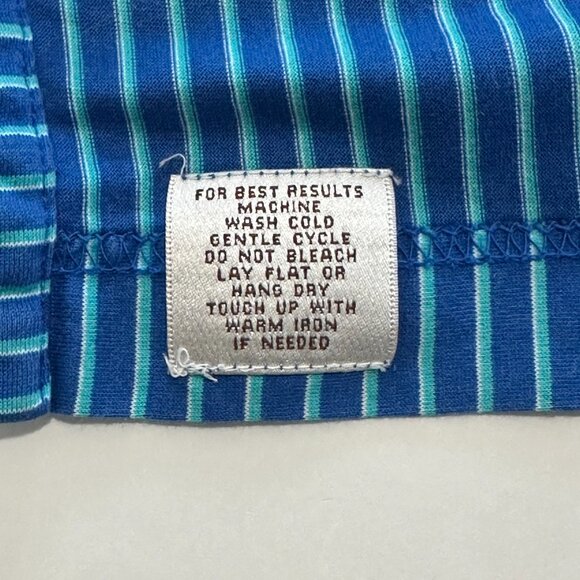 FOR BEST RESULTS
MACHINE
WASH COLD
GENTLE CYCLE
DO NOT BLEACH
LAY FLAT OR
HANG DRY
TOUCH UP WITH
WARM IRON
IF NEEDED